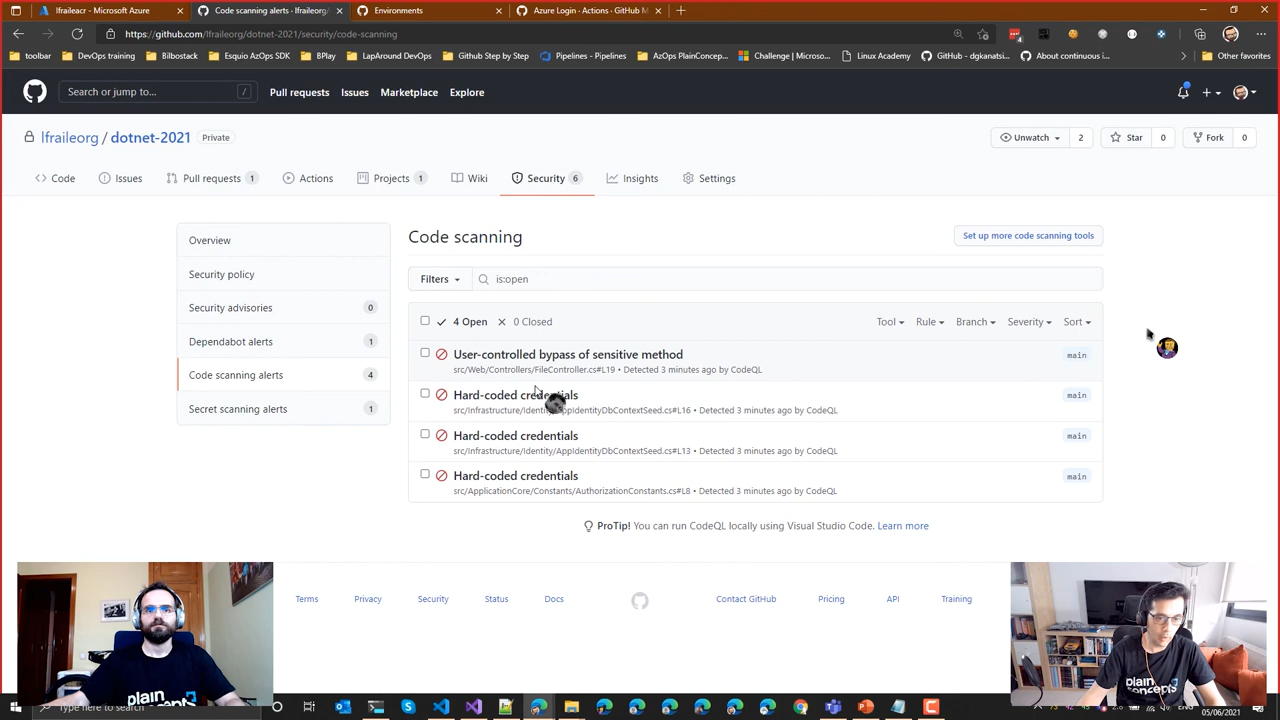 lfraileacr - Microsoft Azure
Code scanning alerts · lfraileorg/
Environments
Azure Login · Actions · GitHub M
https://github.com/lfraileorg/dotnet-2021/security/code-scanning
toolbar
DevOps training
Bilbostack
Esquio AzOPS SDK
BPlay
LapAround DevOps
Github Step by Step
Pipelines - Pipelines
AzOps PlainConcep...
Challenge | Microso...
Linux Academy
GitHub - dgkanatsi...
About continuous i...
Other favorites
Search or jump to...
/
Pull requests
Issues
Marketplace
Explore
lfraileorg / dotnet-2021
Private
Unwatch
2
Star
0
Fork
0
Code
Issues
Pull requests 1
Actions
Projects 1
Wiki
Security 6
Insights
Settings
Overview
Security policy
Security advisories 0
Dependabot alerts 1
Code scanning alerts 4
Secret scanning alerts 1
Code scanning
Set up more code scanning tools
Filters
is:open
4 Open
0 Closed
Tool
Rule
Branch
Severity
Sort
User-controlled bypass of sensitive method
main
src/Web/Controllers/FileController.cs#L19 • Detected 3 minutes ago by CodeQL
Hard-coded credentials
main
src/Infrastructure/Identity/AppIdentityDbContextSeed.cs#L16 • Detected 3 minutes ago by CodeQL
Hard-coded credentials
main
src/Infrastructure/Identity/AppIdentityDbContextSeed.cs#L13 • Detected 3 minutes ago by CodeQL
Hard-coded credentials
main
src/ApplicationCore/Constants/AuthorizationConstants.cs#L8 • Detected 3 minutes ago by CodeQL
ProTip! You can run CodeQL locally using Visual Studio Code. Learn more
Terms
Privacy
Security
Status
Docs
Contact GitHub
Pricing
API
Training
plain
concepts
plain
concepts
Type here to search
05/06/2021